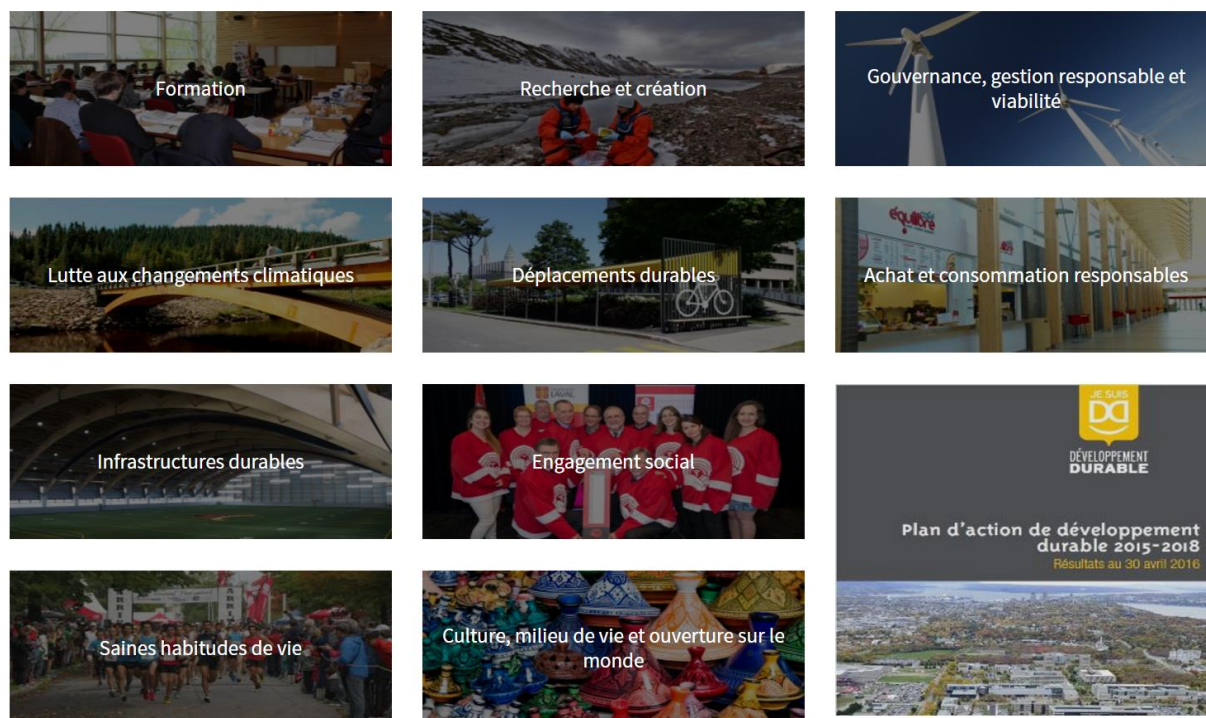 Formation
Recherche et création
Gouvernance, gestion responsable et
viabilité
Lutte aux changements climatiques
Déplacements durables
équilibre
Achat et consommation responsables
Infrastructures durables
LAVAL
Engagement social
JE SUIS
DD
DÉVELOPPEMENT
DURABLE
Plan d'action de développement
durable 2015-2018
Résultats au 30 avril 2016
Saines habitudes de vie
Culture, milieu de vie et ouverture sur le
monde